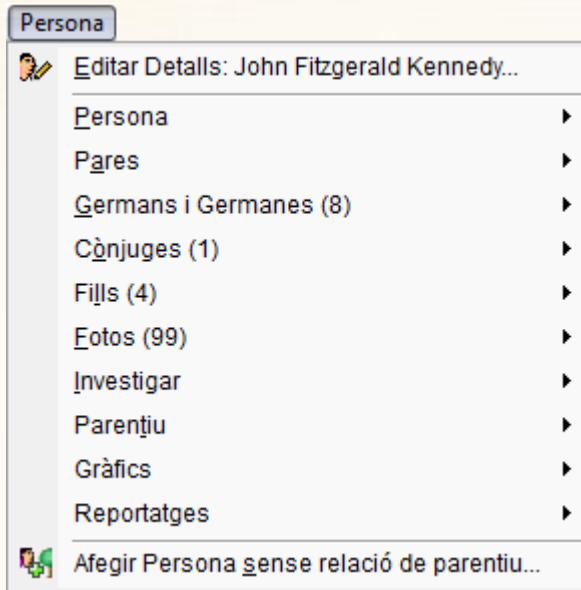 Persona
Editar Detalls: John Fitzgerald Kennedy...
Persona
Pares
Germans i Germanes (8)
Cònjuges (1)
Fills (4)
Fotos (99)
Investigar
Parentiu
Gràfics
Reportatges
Afegir Persona sense relació de parentiu...